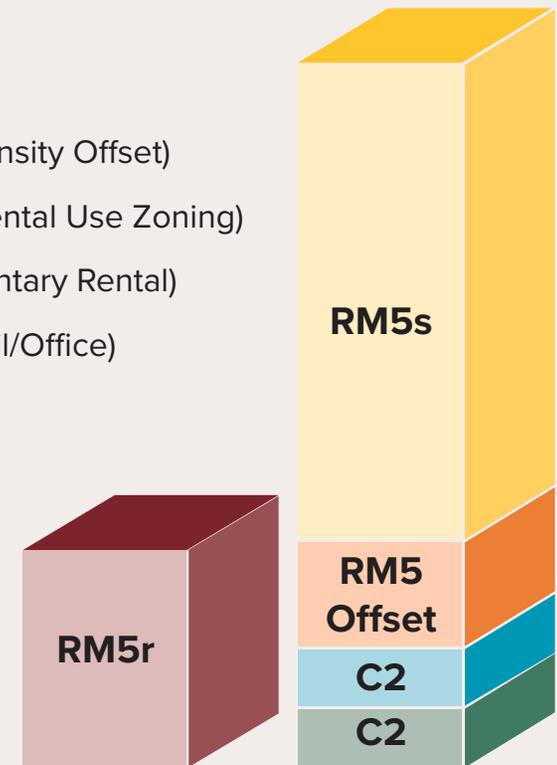 nsity Offset)
ental Use Zoning)
ntary Rental)
l/Office)
RM5s
RM5
Offset
RM5r
C2
C2